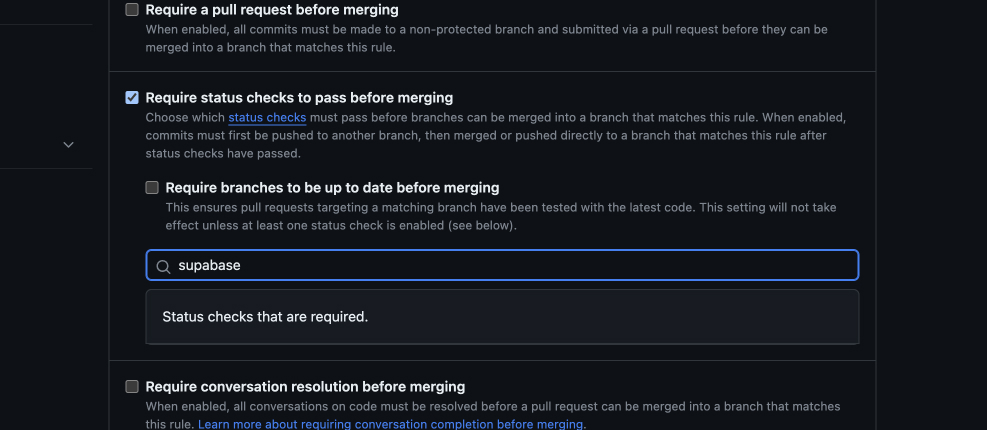 Require a pull request before merging
When enabled, all commits must be made to a non-protected branch and submitted via a pull request before they can be
merged into a branch that matches this rule.
Require status checks to pass before merging
Choose which status checks must pass before branches can be merged into a branch that matches this rule. When enabled,
commits must first be pushed to another branch, then merged or pushed directly to a branch that matches this rule after
status checks have passed.
Require branches to be up to date before merging
This ensures pull requests targeting a matching branch have been tested with the latest code. This setting will not take
effect unless at least one status check is enabled (see below).
supabase
Status checks that are required.
Require conversation resolution before merging
When enabled, all conversations on code must be resolved before a pull request can be merged into a branch that matches
this rule. Learn more about requiring conversation completion before merging.